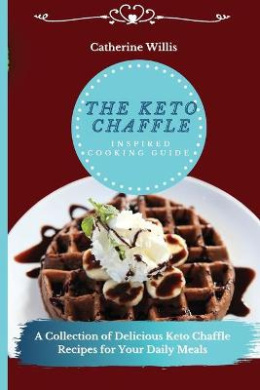 Catherine Willis
THE KETO
CHAFFLE
INSPIRED
COOKING GUIDE
A Collection of Delicious Keto Chaffle
Recipes for Your Daily Meals